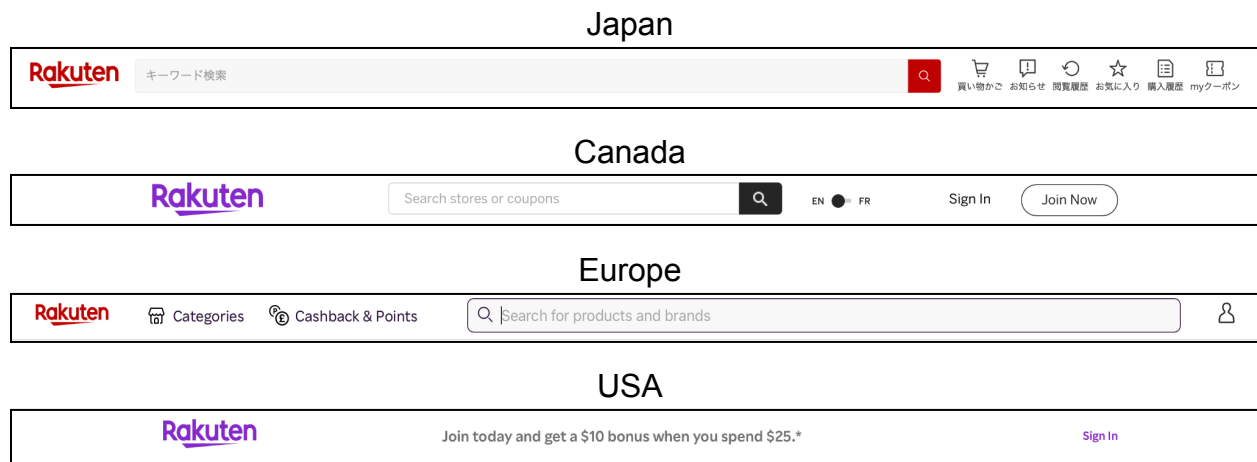 Japan
Rakuten キーワード検索 買い物かご お知らせ 閲覧履歴 お気に入り 購入履歴 myクーポン
Canada
Rakuten Search stores or coupons EN FR Sign In Join Now
Europe
Rakuten Categories Cashback & Points Search for products and brands
USA
Rakuten Join today and get a $10 bonus when you spend $25.* Sign In